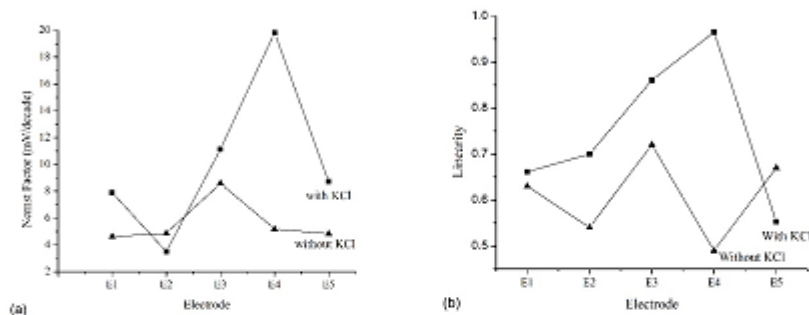 20
18
16
14
12
10
8
6
4
2
Nernst Factor (mV/decade)
with KCl
without KCl
E1 E2 E3 E4 E5
Electrode
(a)
1.0
0.9
0.8
0.7
0.6
0.5
Linearity
With KCl
Without KCl
E1 E2 E3 E4 E5
Electrode
(b)